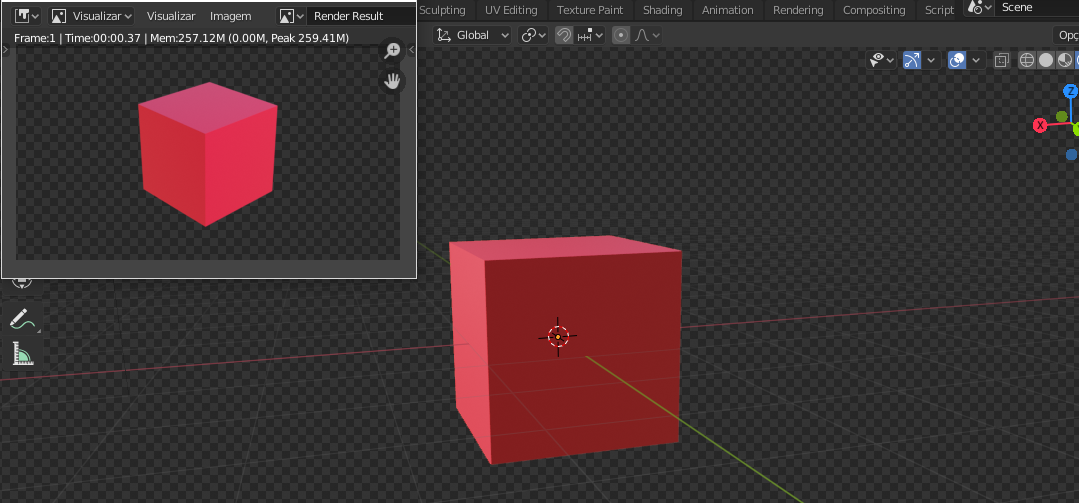 Visualizar Visualizar Imagem Render Result
Frame:1 | Time:00:00.37 | Mem:257.12M (0.00M, Peak 259.41M)
Sculpting UV Editing Texture Paint Shading Animation Rendering Compositing Script Scene
Global Opç
Z
X